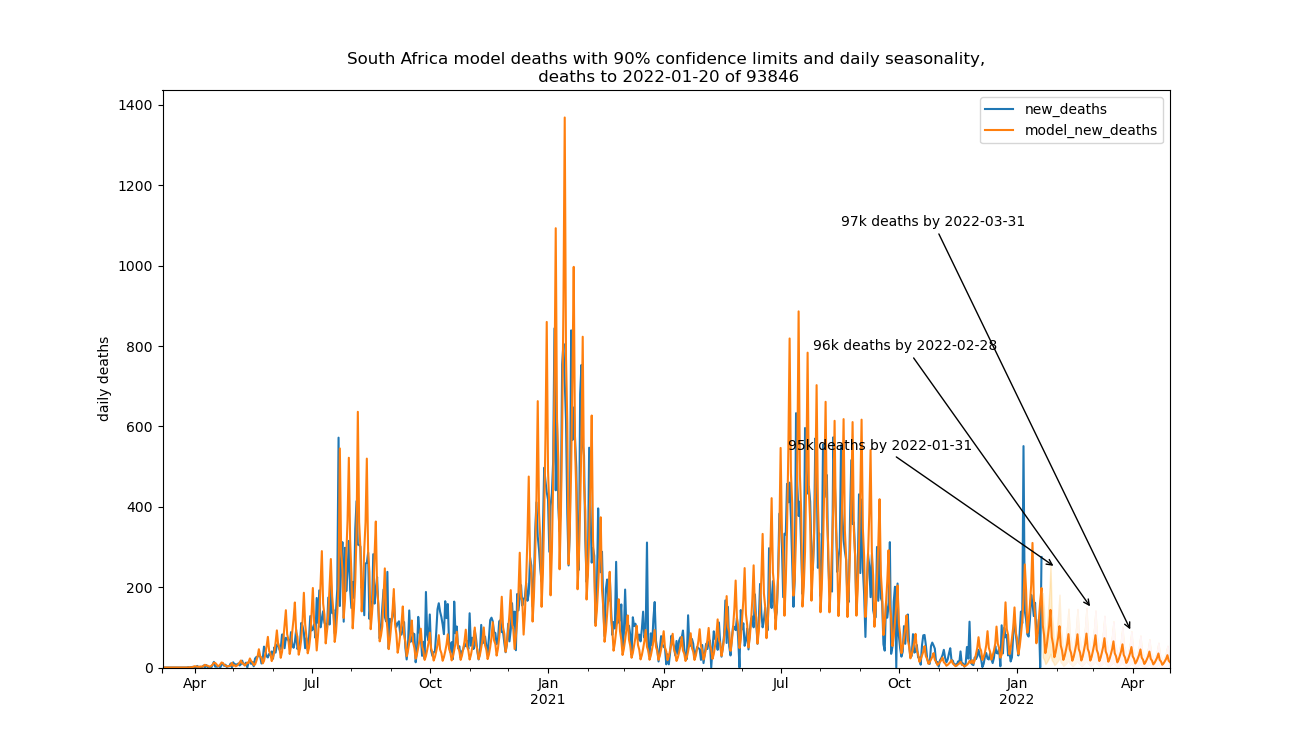 South Africa model deaths with 90% confidence limits and daily seasonality,
deaths to 2022-01-20 of 93846
new_deaths
model_new_deaths
daily deaths
1400
1200
1000
800
600
400
200
0
97k deaths by 2022-03-31
96k deaths by 2022-02-28
95k deaths by 2022-01-31
Apr Jul Oct Jan Apr Jul Oct Jan Apr
2021 2022